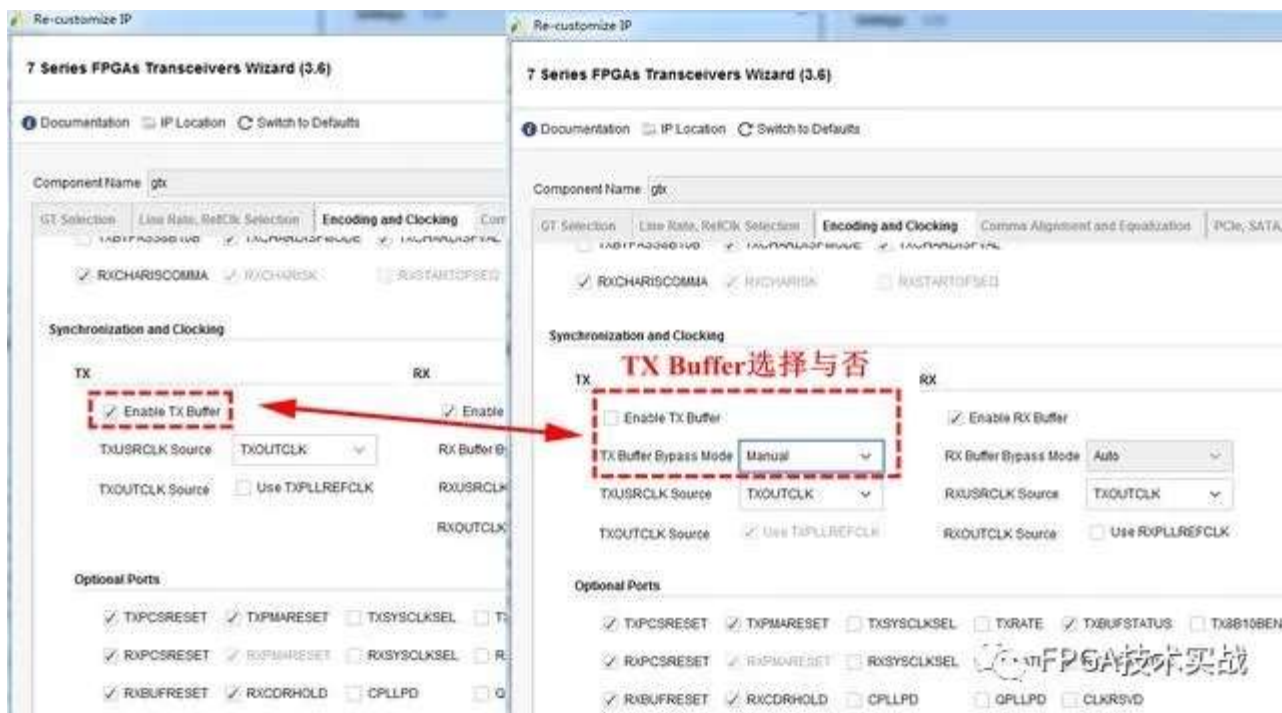 Re-customize IP
7 Series FPGAs Transceivers Wizard (3.6)
Documentation IP Location Switch to Defaults
Component Name gtx
GT Selection Line Rate, RefClk Selection Encoding and Clocking
RXCHARISCOMMA RXCHARISK RXSTARTOFSEQ
Synchronization and Clocking
TX RX
Enable TX Buffer Enable
TXUSRCLK Source TXOUTCLK RX Buffer B
TXOUTCLK Source Use TXPLLREFCLK RXUSRCLK
RXOUTCLK
Optional Ports
TXPCSRESET TXPMARESET TXSYSCLKSEL
RXPCSRESET RXPMARESET RXSYSCLKSEL R
RXBUFRESET RXCDRHOLD CPLLPD Q
Re-customize IP
7 Series FPGAs Transceivers Wizard (3.6)
Documentation IP Location Switch to Defaults
Component Name gtx
GT Selection Line Rate, RefClk Selection Encoding and Clocking Comma Alignment and Equalization PCIe, SATA,
RXCHARISCOMMA RXCHARISK RXSTARTOFSEQ
Synchronization and Clocking
TX Buffer选择与否
TX RX
Enable TX Buffer Enable RX Buffer
TX Buffer Bypass Mode Manual RX Buffer Bypass Mode Auto
TXUSRCLK Source TXOUTCLK RXUSRCLK Source TXOUTCLK
TXOUTCLK Source Use TXPLLREFCLK RXOUTCLK Source Use RXPLLREFCLK
Optional Ports
TXPCSRESET TXPMARESET TXSYSCLKSEL TXRATE TXBUFSTATUS TX8B10BEN
RXPCSRESET RXPMARESET RXSYSCLKSEL
RXBUFRESET RXCDRHOLD CPLLPD QPLLPD CLKRSVD
FPGA技术实战